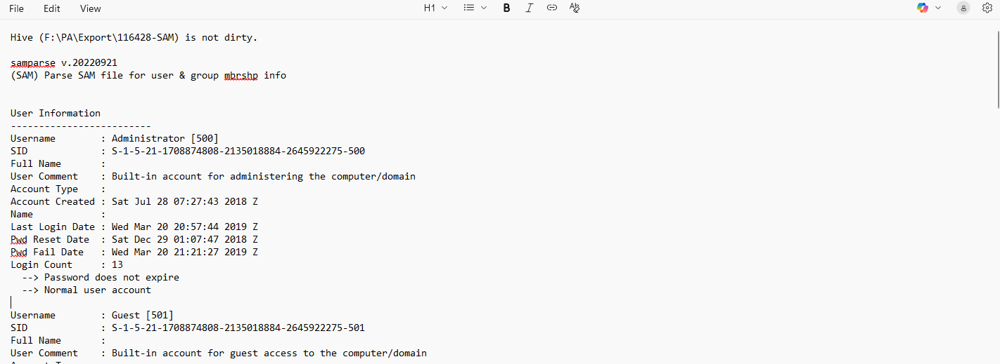 File Edit View H1 B I
Hive (F:\PA\Export\116428-SAM) is not dirty.
samparse v.20220921
(SAM) Parse SAM file for user & group mbrshp info
User Information
-------------------------
Username        : Administrator [500]
SID             : S-1-5-21-1708874808-2135018884-2645922275-500
Full Name       :
User Comment    : Built-in account for administering the computer/domain
Account Type    :
Account Created : Sat Jul 28 07:27:43 2018 Z
Name            :
Last Login Date : Wed Mar 20 20:57:44 2019 Z
Pwd Reset Date  : Sat Dec 29 01:07:47 2018 Z
Pwd Fail Date   : Wed Mar 20 21:21:27 2019 Z
Login Count     : 13
  --> Password does not expire
  --> Normal user account
Username        : Guest [501]
SID             : S-1-5-21-1708874808-2135018884-2645922275-501
Full Name       :
User Comment    : Built-in account for guest access to the computer/domain